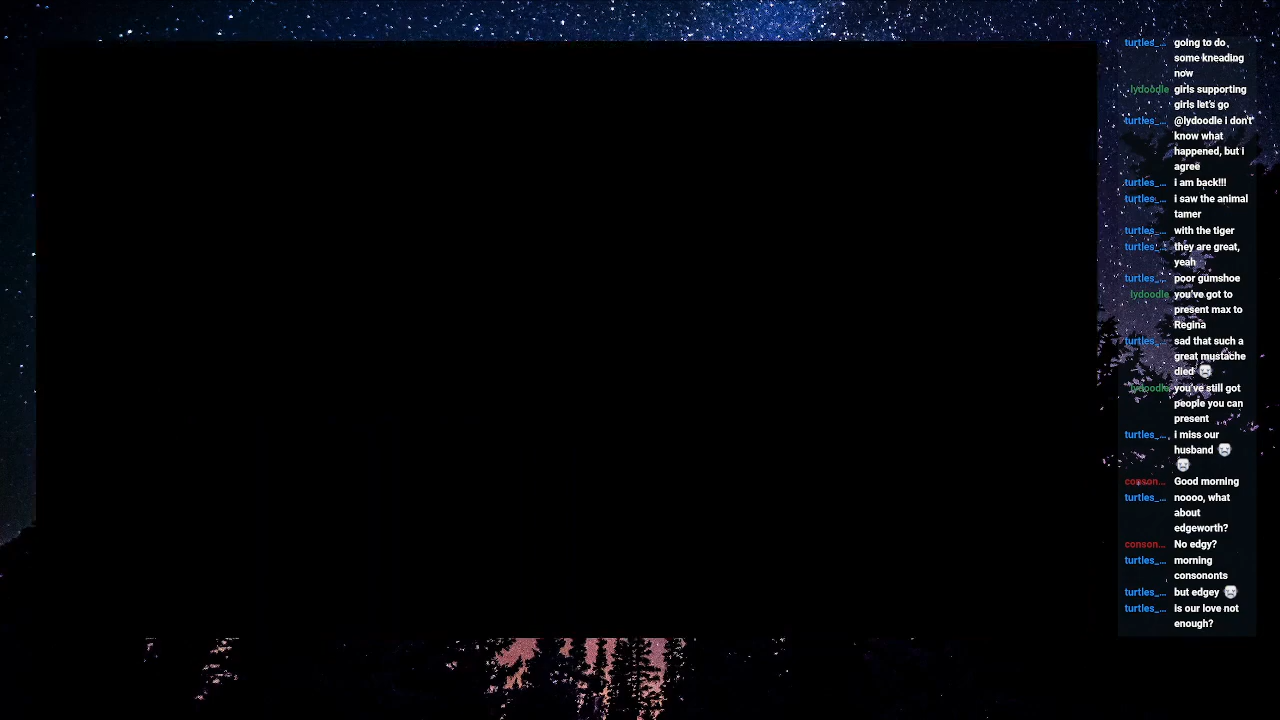 turtles_... going to do
some kneading
now
lydoodle girls supporting
girls let's go
turtles_... @lydoodle i don't
know what
happened, but i
agree
turtles_... i am back!!!
turtles_... i saw the animal
tamer
turtles_... with the tiger
turtles_... they are great,
yeah
turtles_... poor gumshoe
lydoodle you've got to
present max to
Regina
turtles_... sad that such a
great mustache
died
lydoodle you've still got
people you can
present
turtles_... i miss our
husband
conson... Good morning
turtles_... noooo, what
about
edgeworth?
conson... No edgy?
turtles_... morning
consononts
turtles_... but edgey
turtles_... is our love not
enough?